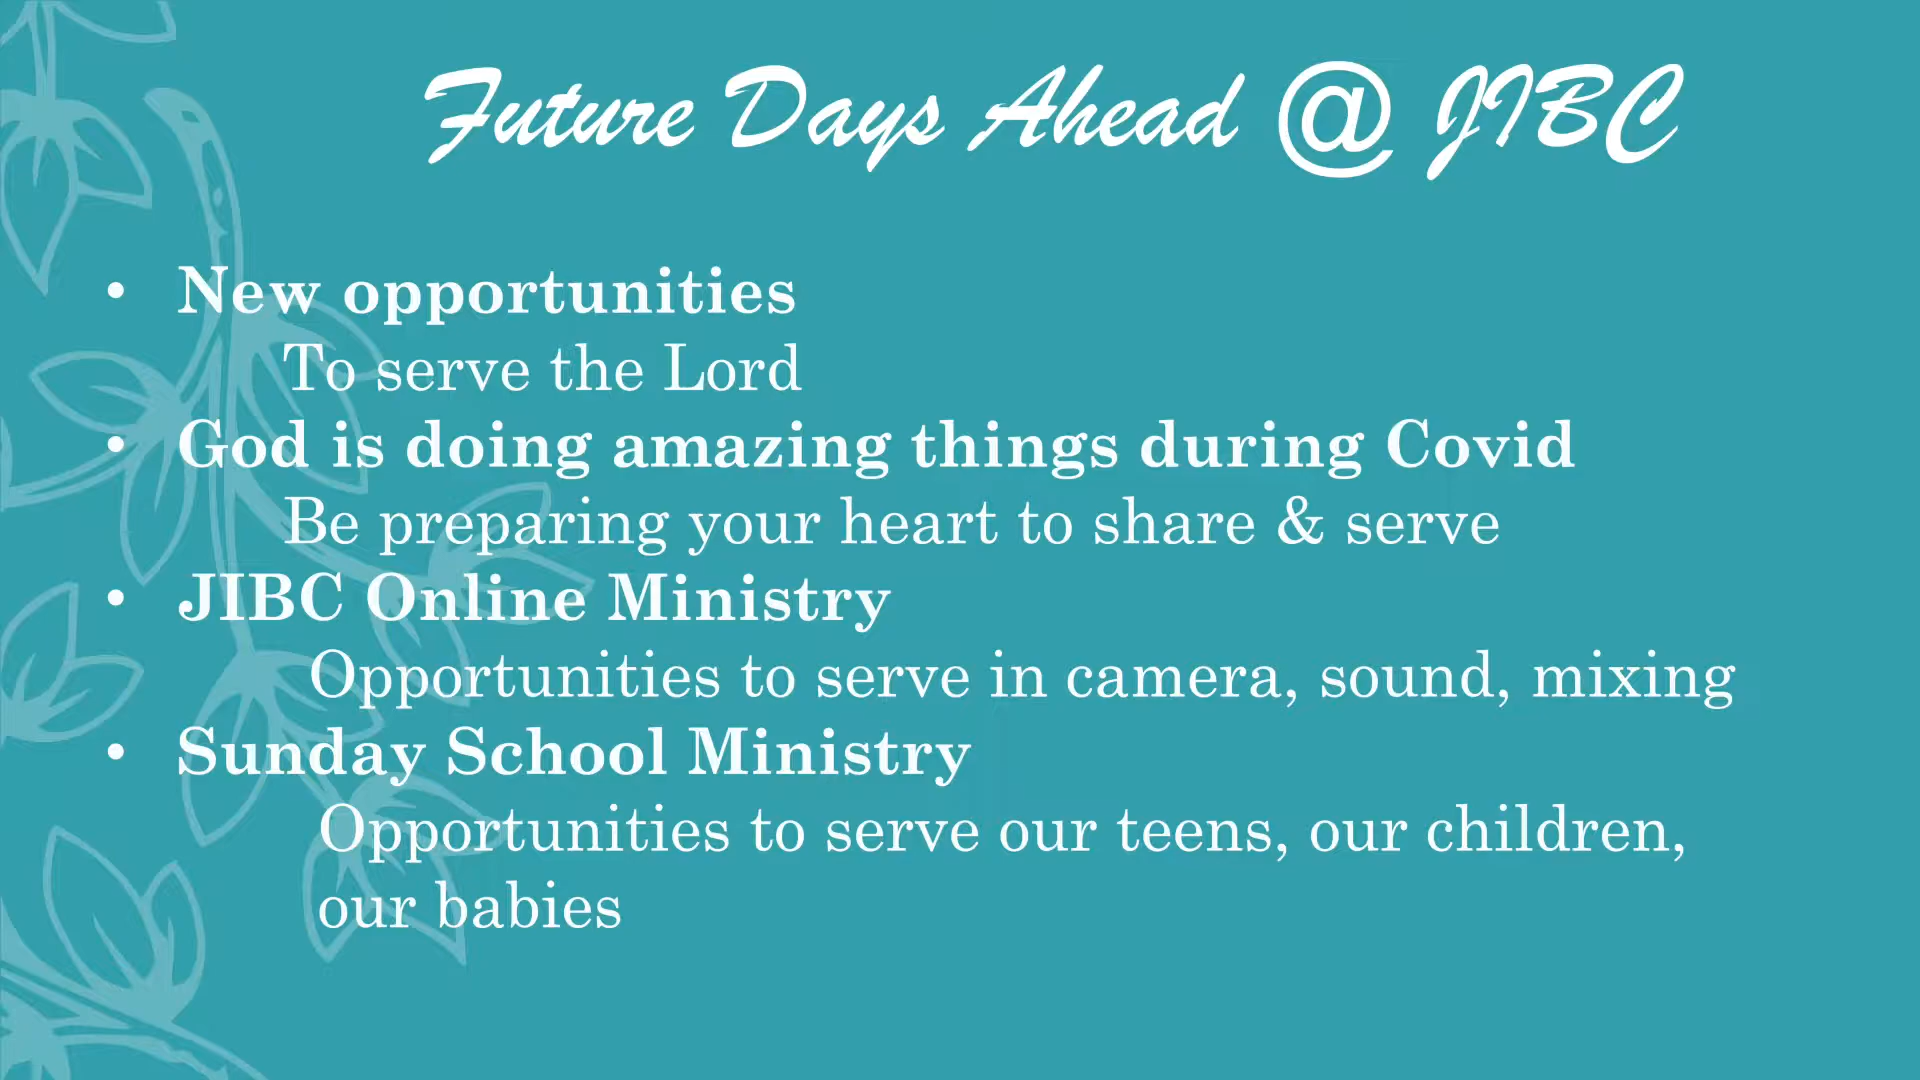 Future Days Ahead @ JIBC
• New opportunities
To serve the Lord
• God is doing amazing things during Covid
Be preparing your heart to share & serve
• JIBC Online Ministry
Opportunities to serve in camera, sound, mixing
• Sunday School Ministry
Opportunities to serve our teens, our children,
our babies